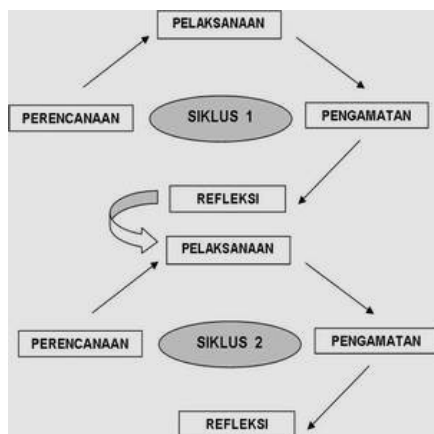 PELAKSANAAN
PERENCANAAN
SIKLUS 1
PENGAMATAN
REFLEKSI
PELAKSANAAN
PERENCANAAN
SIKLUS 2
PENGAMATAN
REFLEKSI